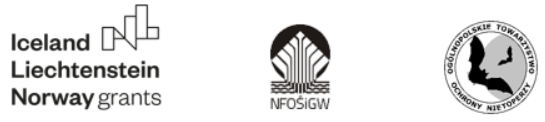 Iceland
Liechtenstein
Norway grants
NFOŚiGW
OGÓLNOPOLSKIE TOWARZYSTWO
OCHRONY NIETOPERZY